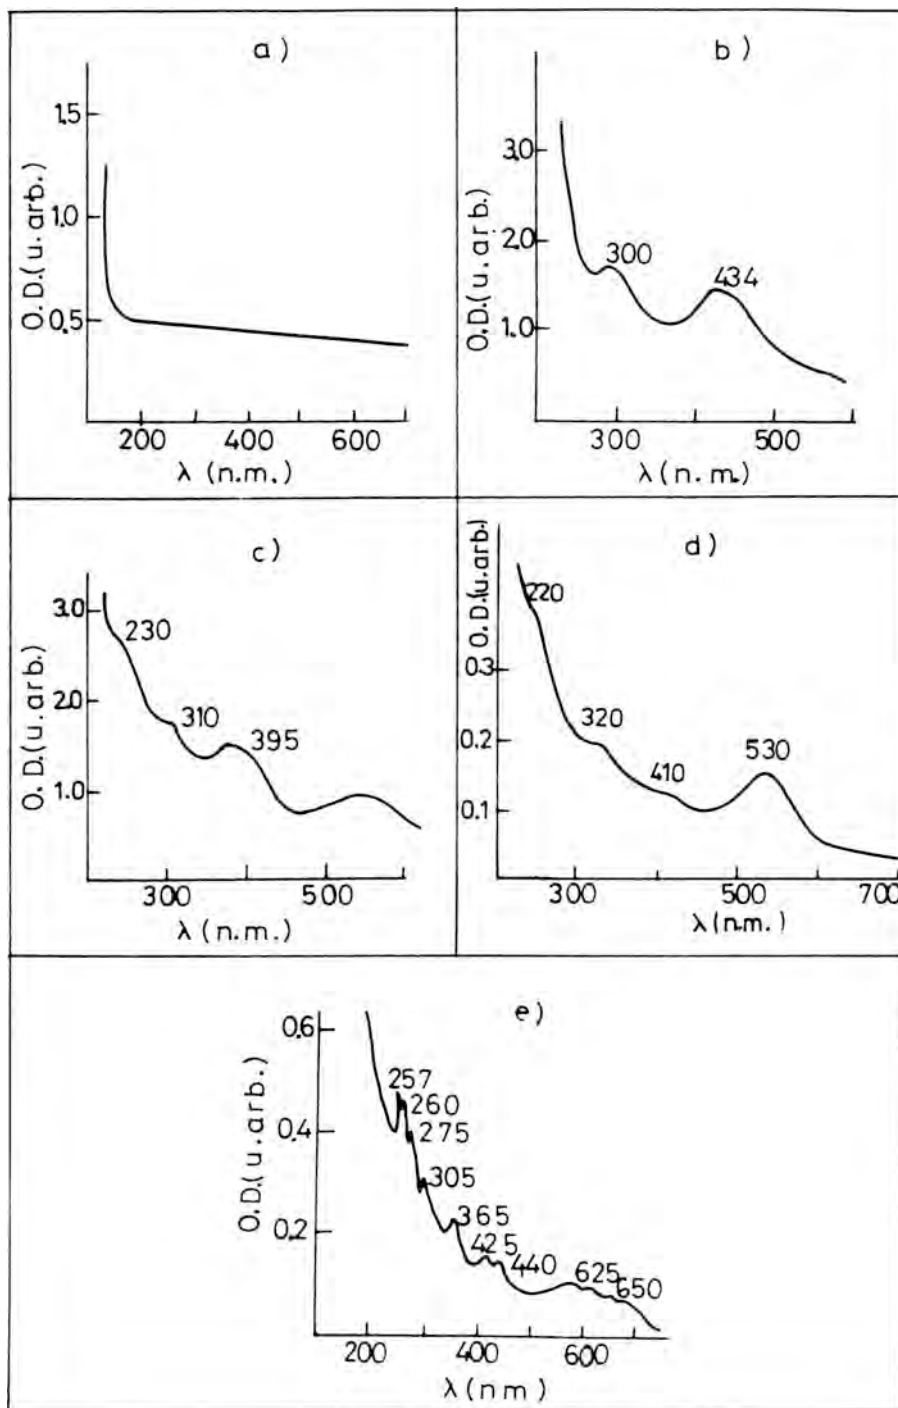 a)
O.D.(u.arb.)
1.5
1.0
0.5
200 400 600
λ (n.m.)
b)
O.D.(u.arb.)
3.0
2.0
1.0
300
434
300 500
λ (n.m.)
c)
O.D.(u.arb.)
3.0
2.0
1.0
230
310
395
300 500
λ (n.m.)
d)
O.D.(u.arb.)
0.3
0.2
0.1
220
320
410
530
300 500 700
λ(n.m.)
e)
O.D.(u.arb.)
0.6
0.4
0.2
257
260
275
305
365
425
440
625
650
200 400 600
λ (nm)